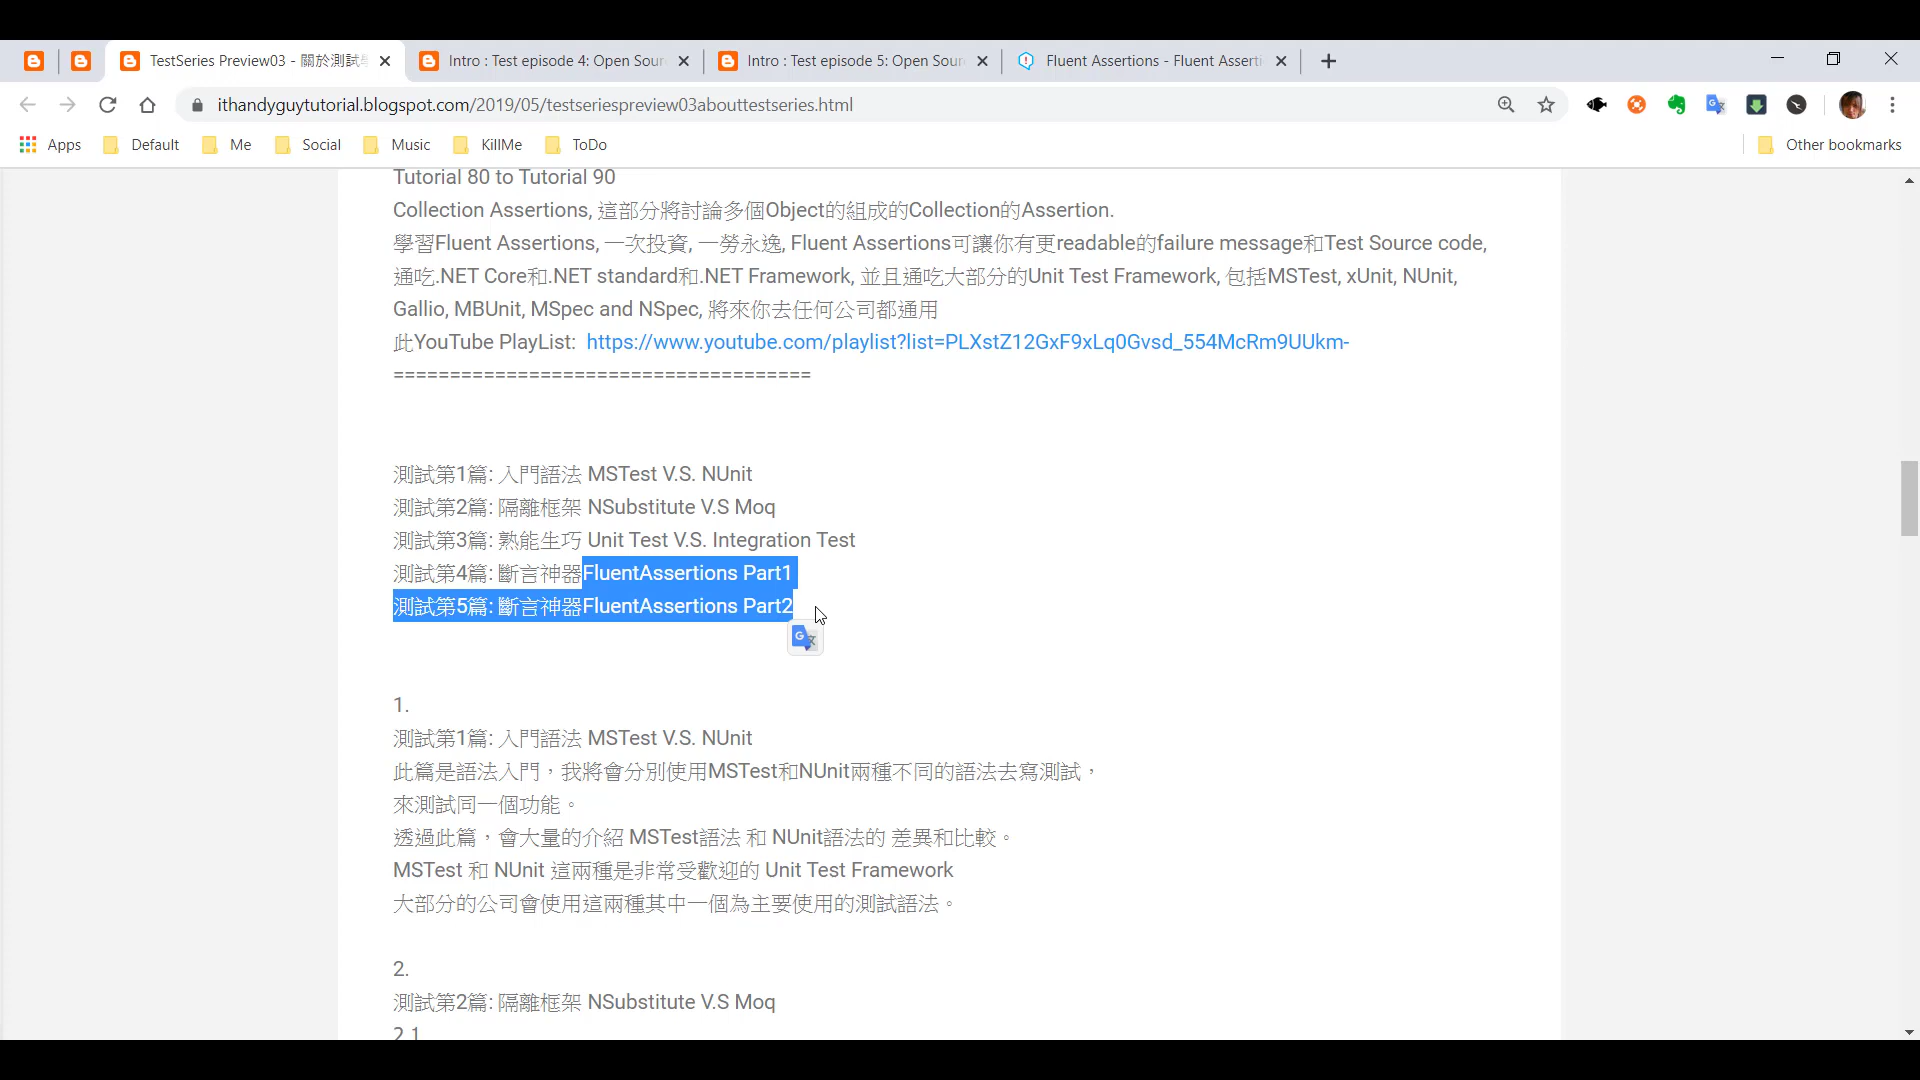 TestSeries Preview03 - 關於測試學
Intro : Test episode 4: Open Sour
Intro : Test episode 5: Open Sour
Fluent Assertions - Fluent Asserti
ithandyguytutorial.blogspot.com/2019/05/testseriespreview03abouttestseries.html
Apps
Default
Me
Social
Music
KillMe
ToDo
Other bookmarks
Tutorial 80 to Tutorial 90
Collection Assertions, 這部分將討論多個Object的組成的Collection的Assertion.
學習Fluent Assertions, 一次投資, 一勞永逸, Fluent Assertions可讓你有更readable的failure message和Test Source code,
通吃.NET Core和.NET standard和.NET Framework, 並且通吃大部分的Unit Test Framework, 包括MSTest, xUnit, NUnit,
Gallio, MBUnit, MSpec and NSpec, 將來你去任何公司都通用
此YouTube PlayList:  https://www.youtube.com/playlist?list=PLXstZ12GxF9xLq0Gvsd_554McRm9UUkm-
=====================================
測試第1篇: 入門語法 MSTest V.S. NUnit
測試第2篇: 隔離框架 NSubstitute V.S Moq
測試第3篇: 熟能生巧 Unit Test V.S. Integration Test
測試第4篇: 斷言神器FluentAssertions Part1
測試第5篇: 斷言神器FluentAssertions Part2
1.
測試第1篇: 入門語法 MSTest V.S. NUnit
此篇是語法入門，我將會分別使用MSTest和NUnit兩種不同的語法去寫測試，
來測試同一個功能。
透過此篇，會大量的介紹 MSTest語法 和 NUnit語法的 差異和比較。
MSTest 和 NUnit 這兩種是非常受歡迎的 Unit Test Framework
大部分的公司會使用這兩種其中一個為主要使用的測試語法。
2.
測試第2篇: 隔離框架 NSubstitute V.S Moq
2.1